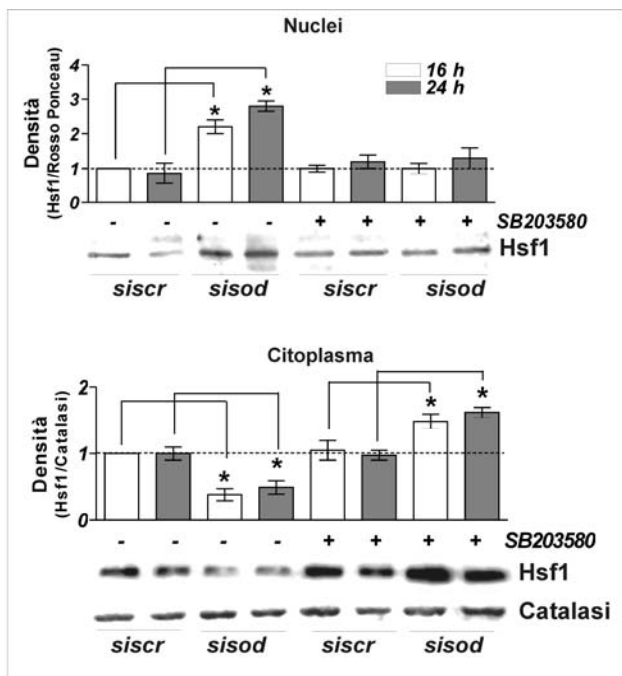 Nuclei
16 h
24 h
Densità
(Hsf1/Rosso Ponceau)
4
3
2
1
0
* *
- - - - + + + + SB203580
Hsf1
siscr sisod siscr sisod
Citoplasma
Densità
(Hsf1/Catalasi)
2
1
0
* * * *
- - - - + + + + SB203580
Hsf1
Catalasi
siscr sisod siscr sisod